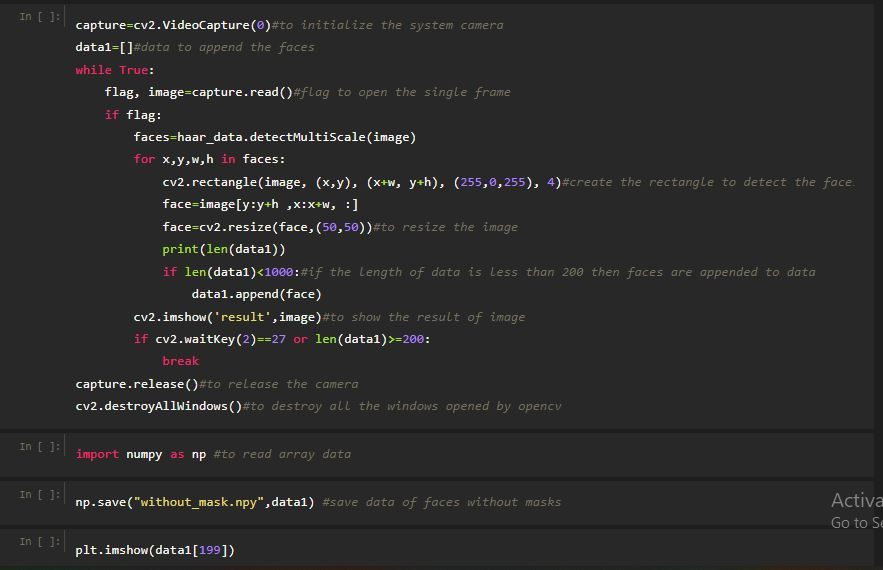 In [ ]:
capture=cv2.VideoCapture(0)#to initialize the system camera
data1=[]#data to append the faces
while True:
    flag, image=capture.read()#flag to open the single frame
    if flag:
        faces=haar_data.detectMultiScale(image)
        for x,y,w,h in faces:
            cv2.rectangle(image, (x,y), (x+w, y+h), (255,0,255), 4)#create the rectangle to detect the face.
            face=image[y:y+h ,x:x+w, :]
            face=cv2.resize(face,(50,50))#to resize the image
            print(len(data1))
            if len(data1)<1000:#if the length of data is less than 200 then faces are appended to data
                data1.append(face)
        cv2.imshow('result',image)#to show the result of image
        if cv2.waitKey(2)==27 or len(data1)>=200:
            break
capture.release()#to release the camera
cv2.destroyAllWindows()#to destroy all the windows opened by opencv
In [ ]:
import numpy as np #to read array data
In [ ]:
np.save("without_mask.npy",data1) #save data of faces without masks
Activa
Go to Se
In [ ]:
plt.imshow(data1[199])